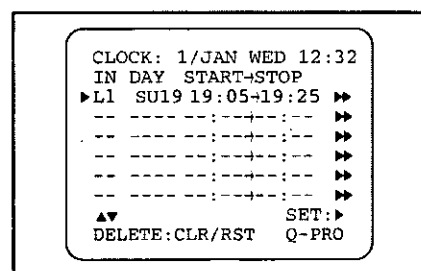 CLOCK: 1/JAN WED 12:32
IN DAY START→STOP
▶L1 SU19 19:05→19:25 ▶▶
-- ---- --:--→--:-- ▶▶
-- ---- --:--→--:-- ▶▶
-- ---- --:--→--:-- ▶▶
-- ---- --:--→--:-- ▶▶
-- ---- --:--→--:-- ▶▶
▲▼ SET:▶
DELETE:CLR/RST Q-PRO